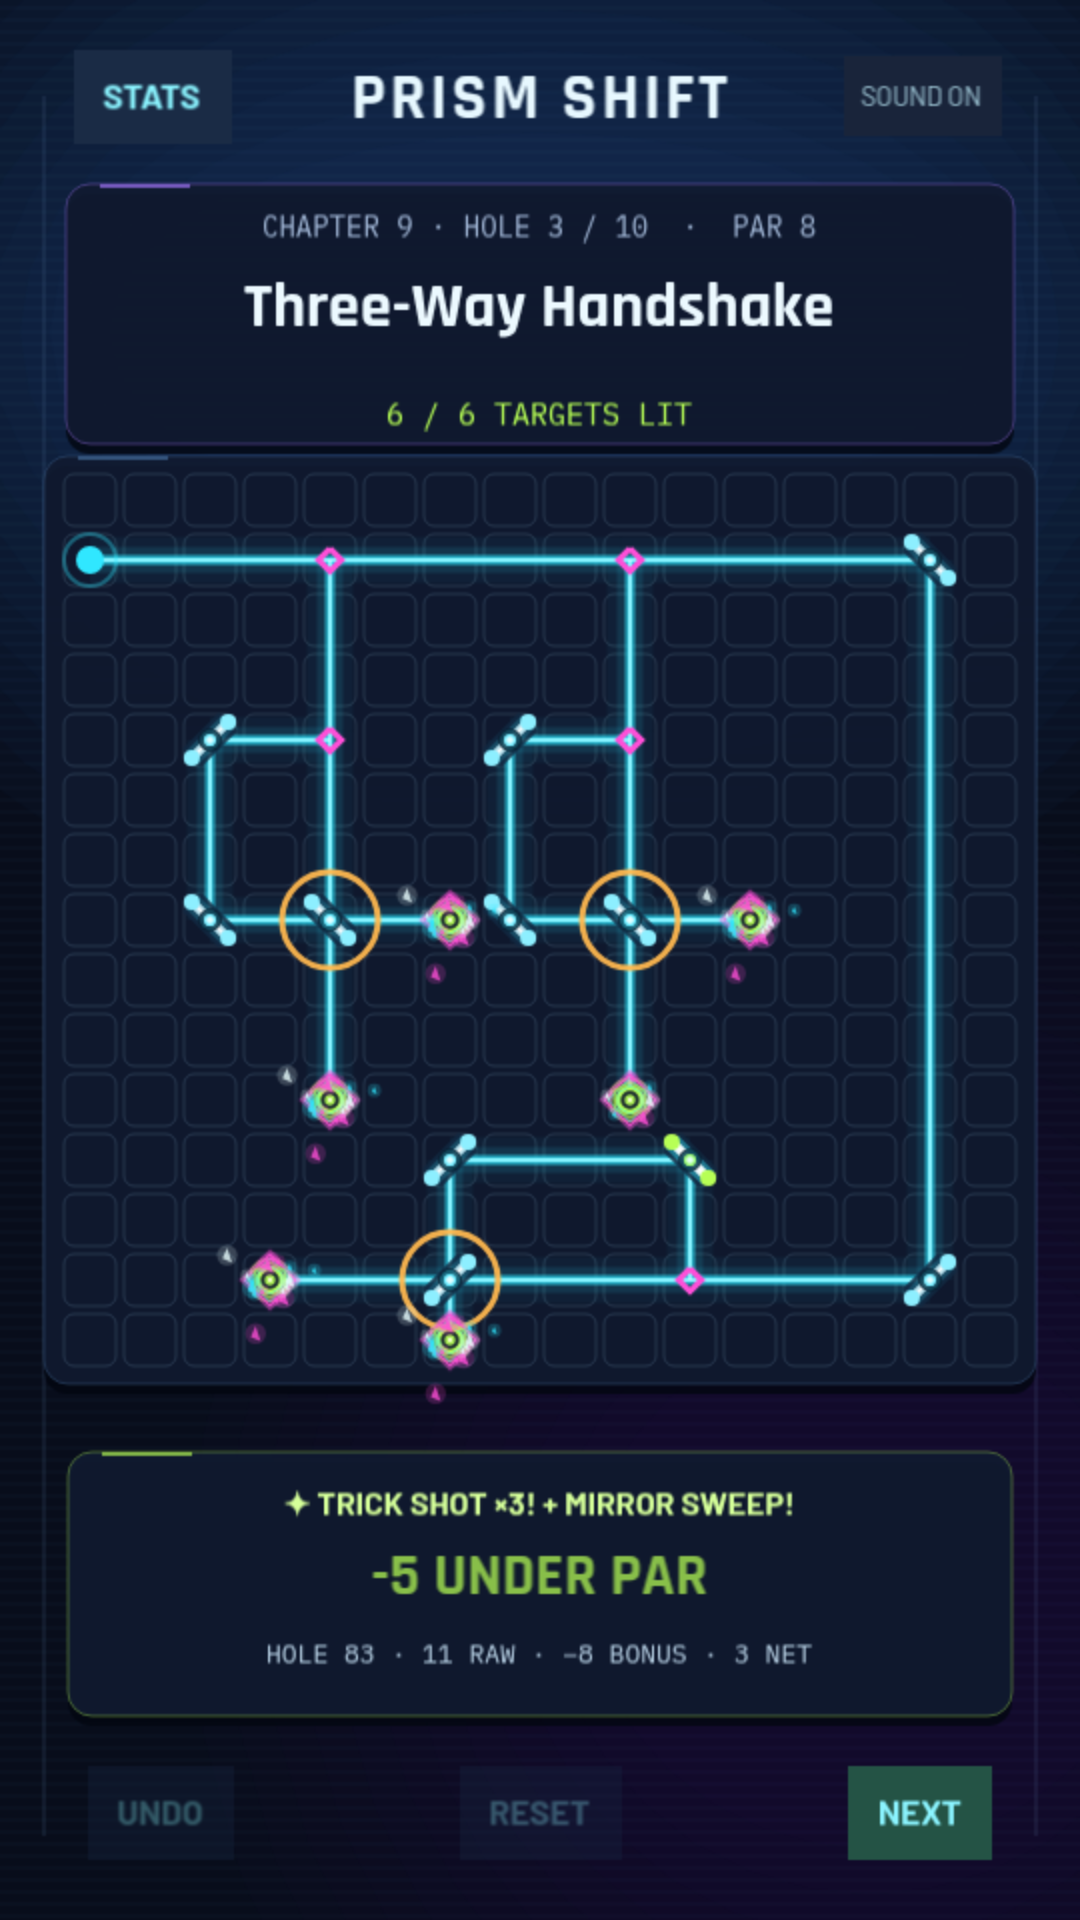 STATS
PRISM SHIFT
SOUND ON
CHAPTER 9 · HOLE 3 / 10 · PAR 8
Three-Way Handshake
6 / 6 TARGETS LIT
✦ TRICK SHOT ×3! + MIRROR SWEEP!
-5 UNDER PAR
HOLE 83 · 11 RAW · −8 BONUS · 3 NET
UNDO
RESET
NEXT